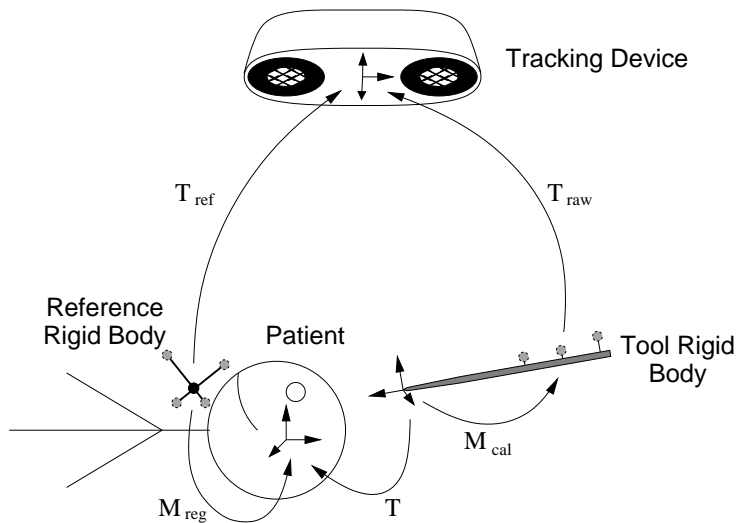 Tracking Device
T ref
T raw
Reference
Rigid Body
Patient
Tool Rigid
Body
M cal
M reg
T